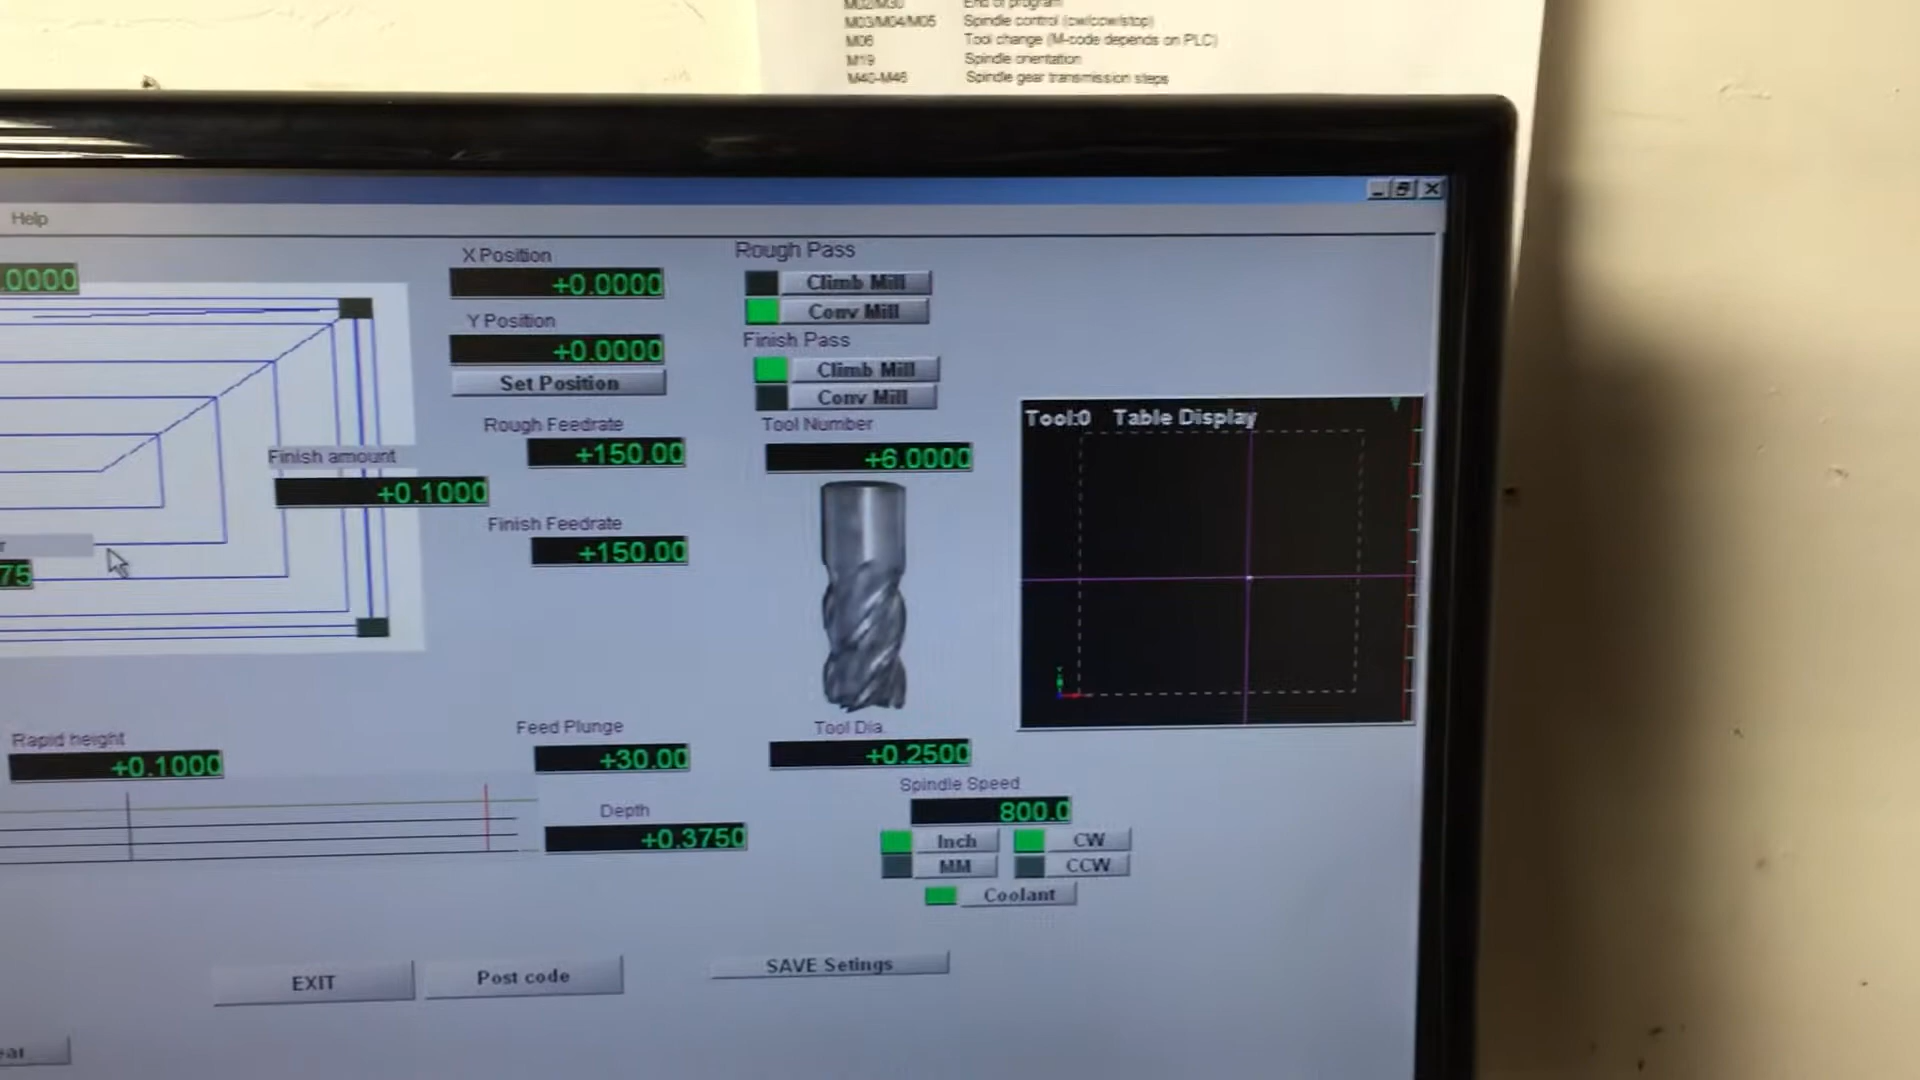 M02/M30 End of program
M03/M04/M05 Spindle control (cw/ccw/stop)
M06 Tool change (M-code depends on PLC)
M19 Spindle orientation
M40-M46 Spindle gear transmission steps
Help
.0000
X Position
+0.0000
Y Position
+0.0000
Set Position
Rough Pass
Climb Mill
Conv Mill
Finish Pass
Climb Mill
Conv Mill
Rough Feedrate
+150.00
Tool Number
+6.0000
Finish amount
+0.1000
Finish Feedrate
+150.00
Tool:0 Table Display
75
Rapid height
+0.1000
Feed Plunge
+30.00
Tool Dia.
+0.2500
Depth
+0.3750
Spindle Speed
800.0
Inch
CW
MM
CCW
Coolant
EXIT
Post code
SAVE Setings